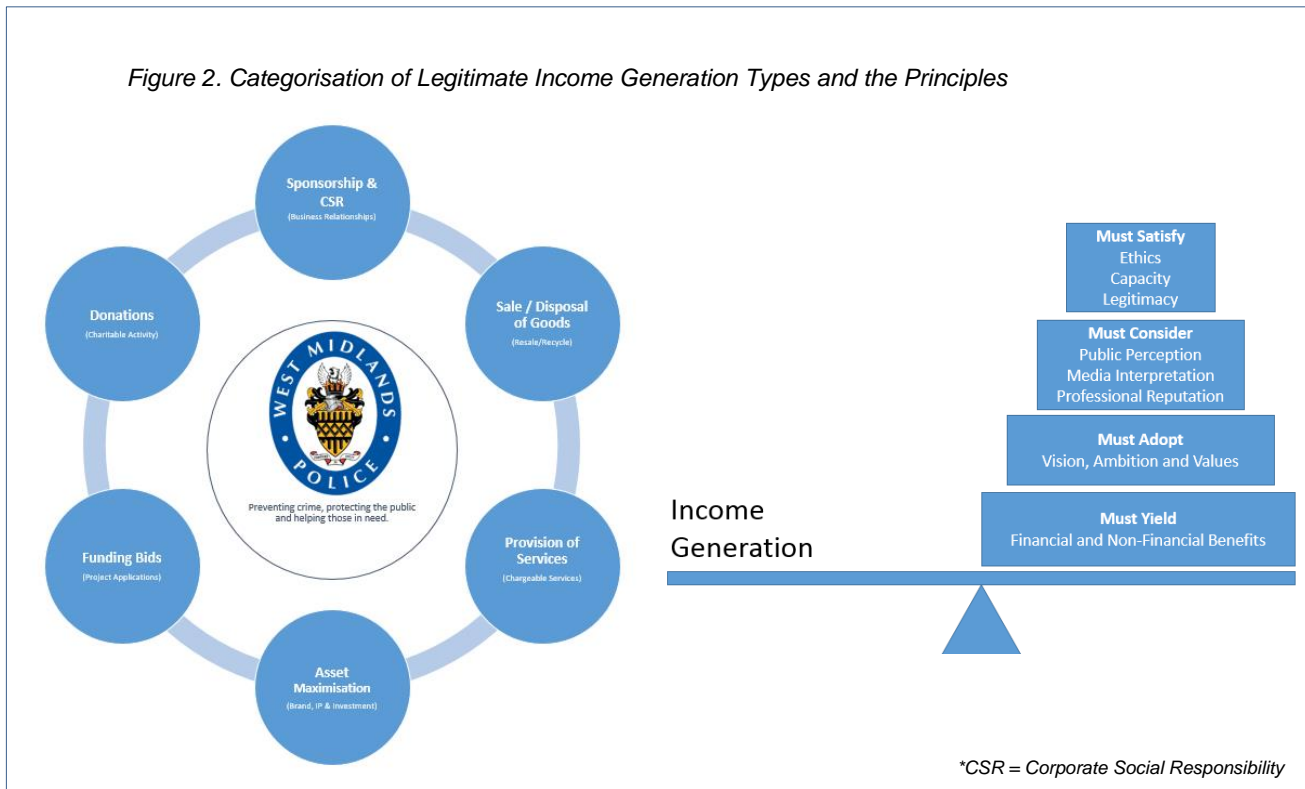 Figure 2. Categorisation of Legitimate Income Generation Types and the Principles
Sponsorship &
CSR
(Business Relationships)
Sale / Disposal
of Goods
(Resale/Recycle)
Provision of
Services
(Chargeable Services)
Asset
Maximisation
(Brand, IP & Investment)
Funding Bids
(Project Applications)
Donations
(Charitable Activity)
WEST MIDLANDS
POLICE
Preventing crime, protecting the public
and helping those in need.
Must Satisfy
Ethics
Capacity
Legitimacy
Must Consider
Public Perception
Media Interpretation
Professional Reputation
Must Adopt
Vision, Ambition and Values
Must Yield
Financial and Non-Financial Benefits
Income
Generation
*CSR = Corporate Social Responsibility